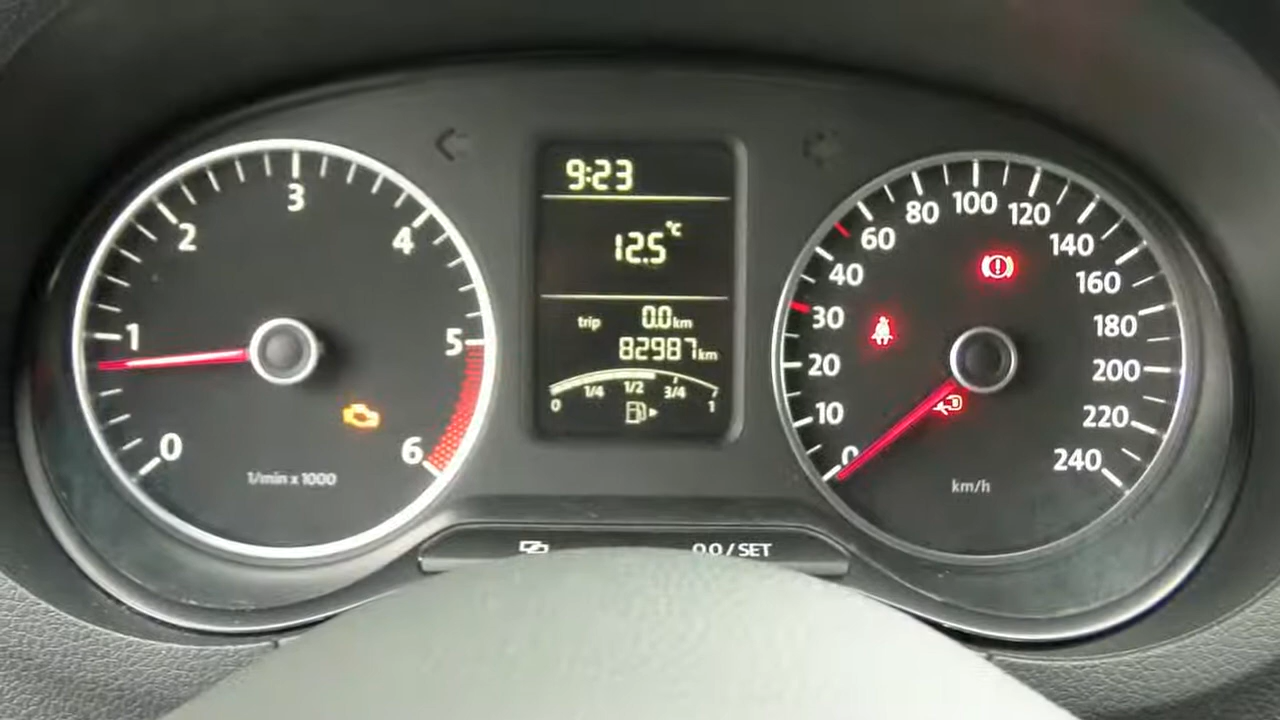 9:23
12.5°C
trip 0.0 km
82987 km
0 1/4 1/2 3/4 1
0 1 2 3 4 5 6
1/min x 1000
0 10 20 30 40 60 80 100 120 140 160 180 200 220 240
km/h
0.0 / SET